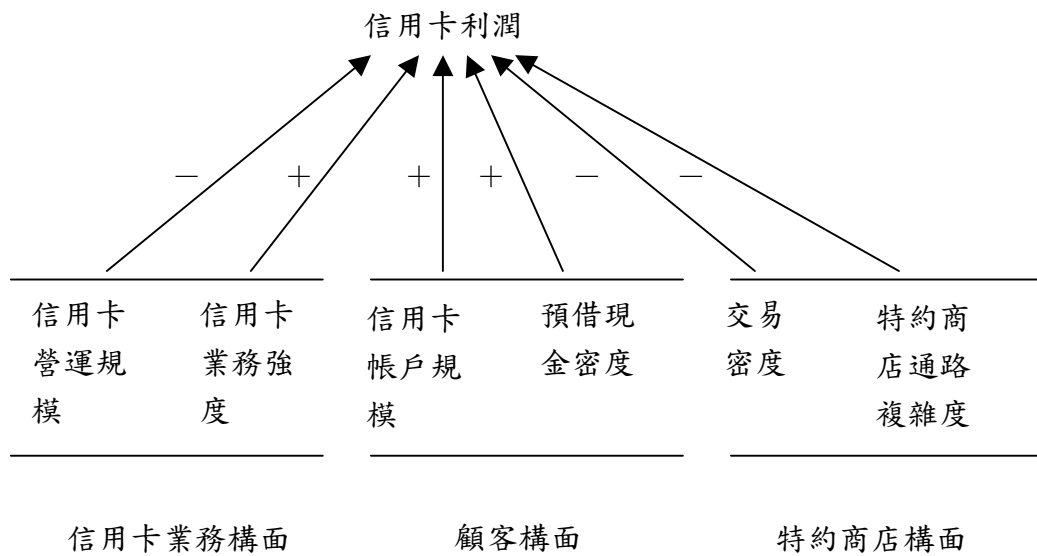 信用卡利潤
− + + + − −
信用卡
營運規
模
信用卡
業務強
度
信用卡
帳戶規
模
預借現
金密度
交易
密度
特約商
店通路
複雜度
信用卡業務構面
顧客構面
特約商店構面